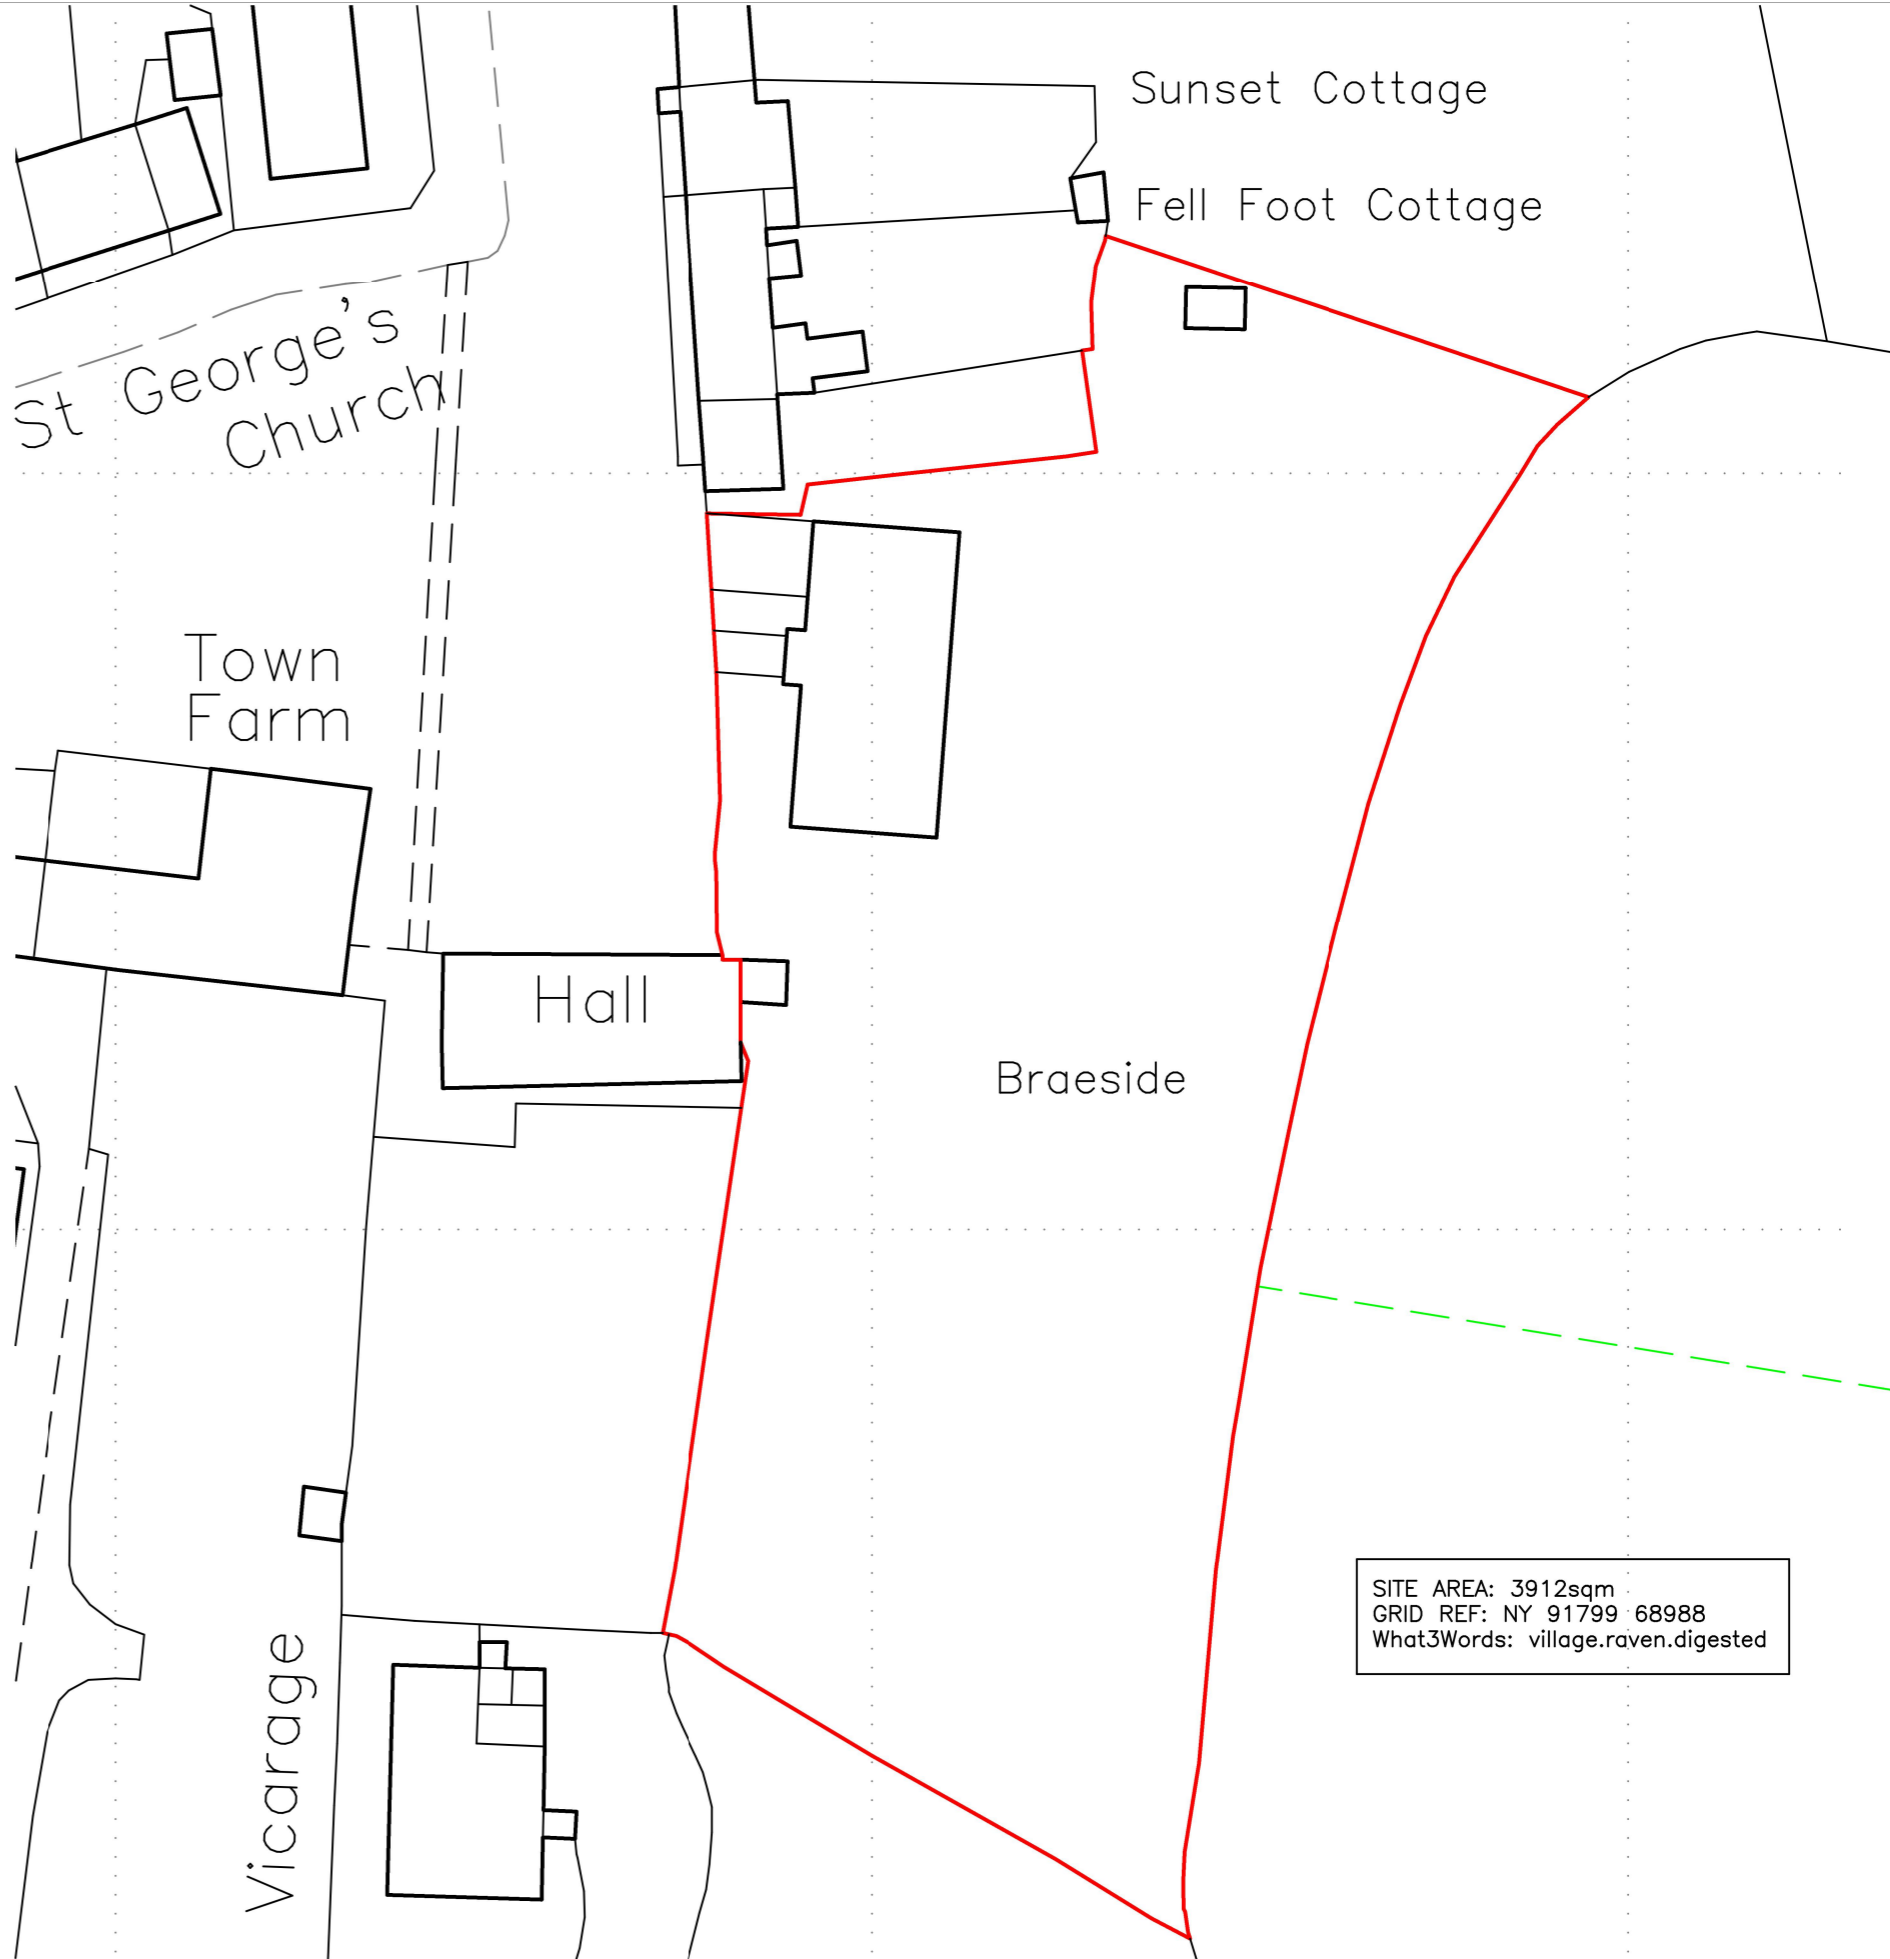 Sunset Cottage
Fell Foot Cottage
St George's
Church
Town
Farm
Hall
Braeside
SITE AREA: 3912sqm
GRID REF: NY 91799 68988
What3Words: village.raven.digested
Vicarage